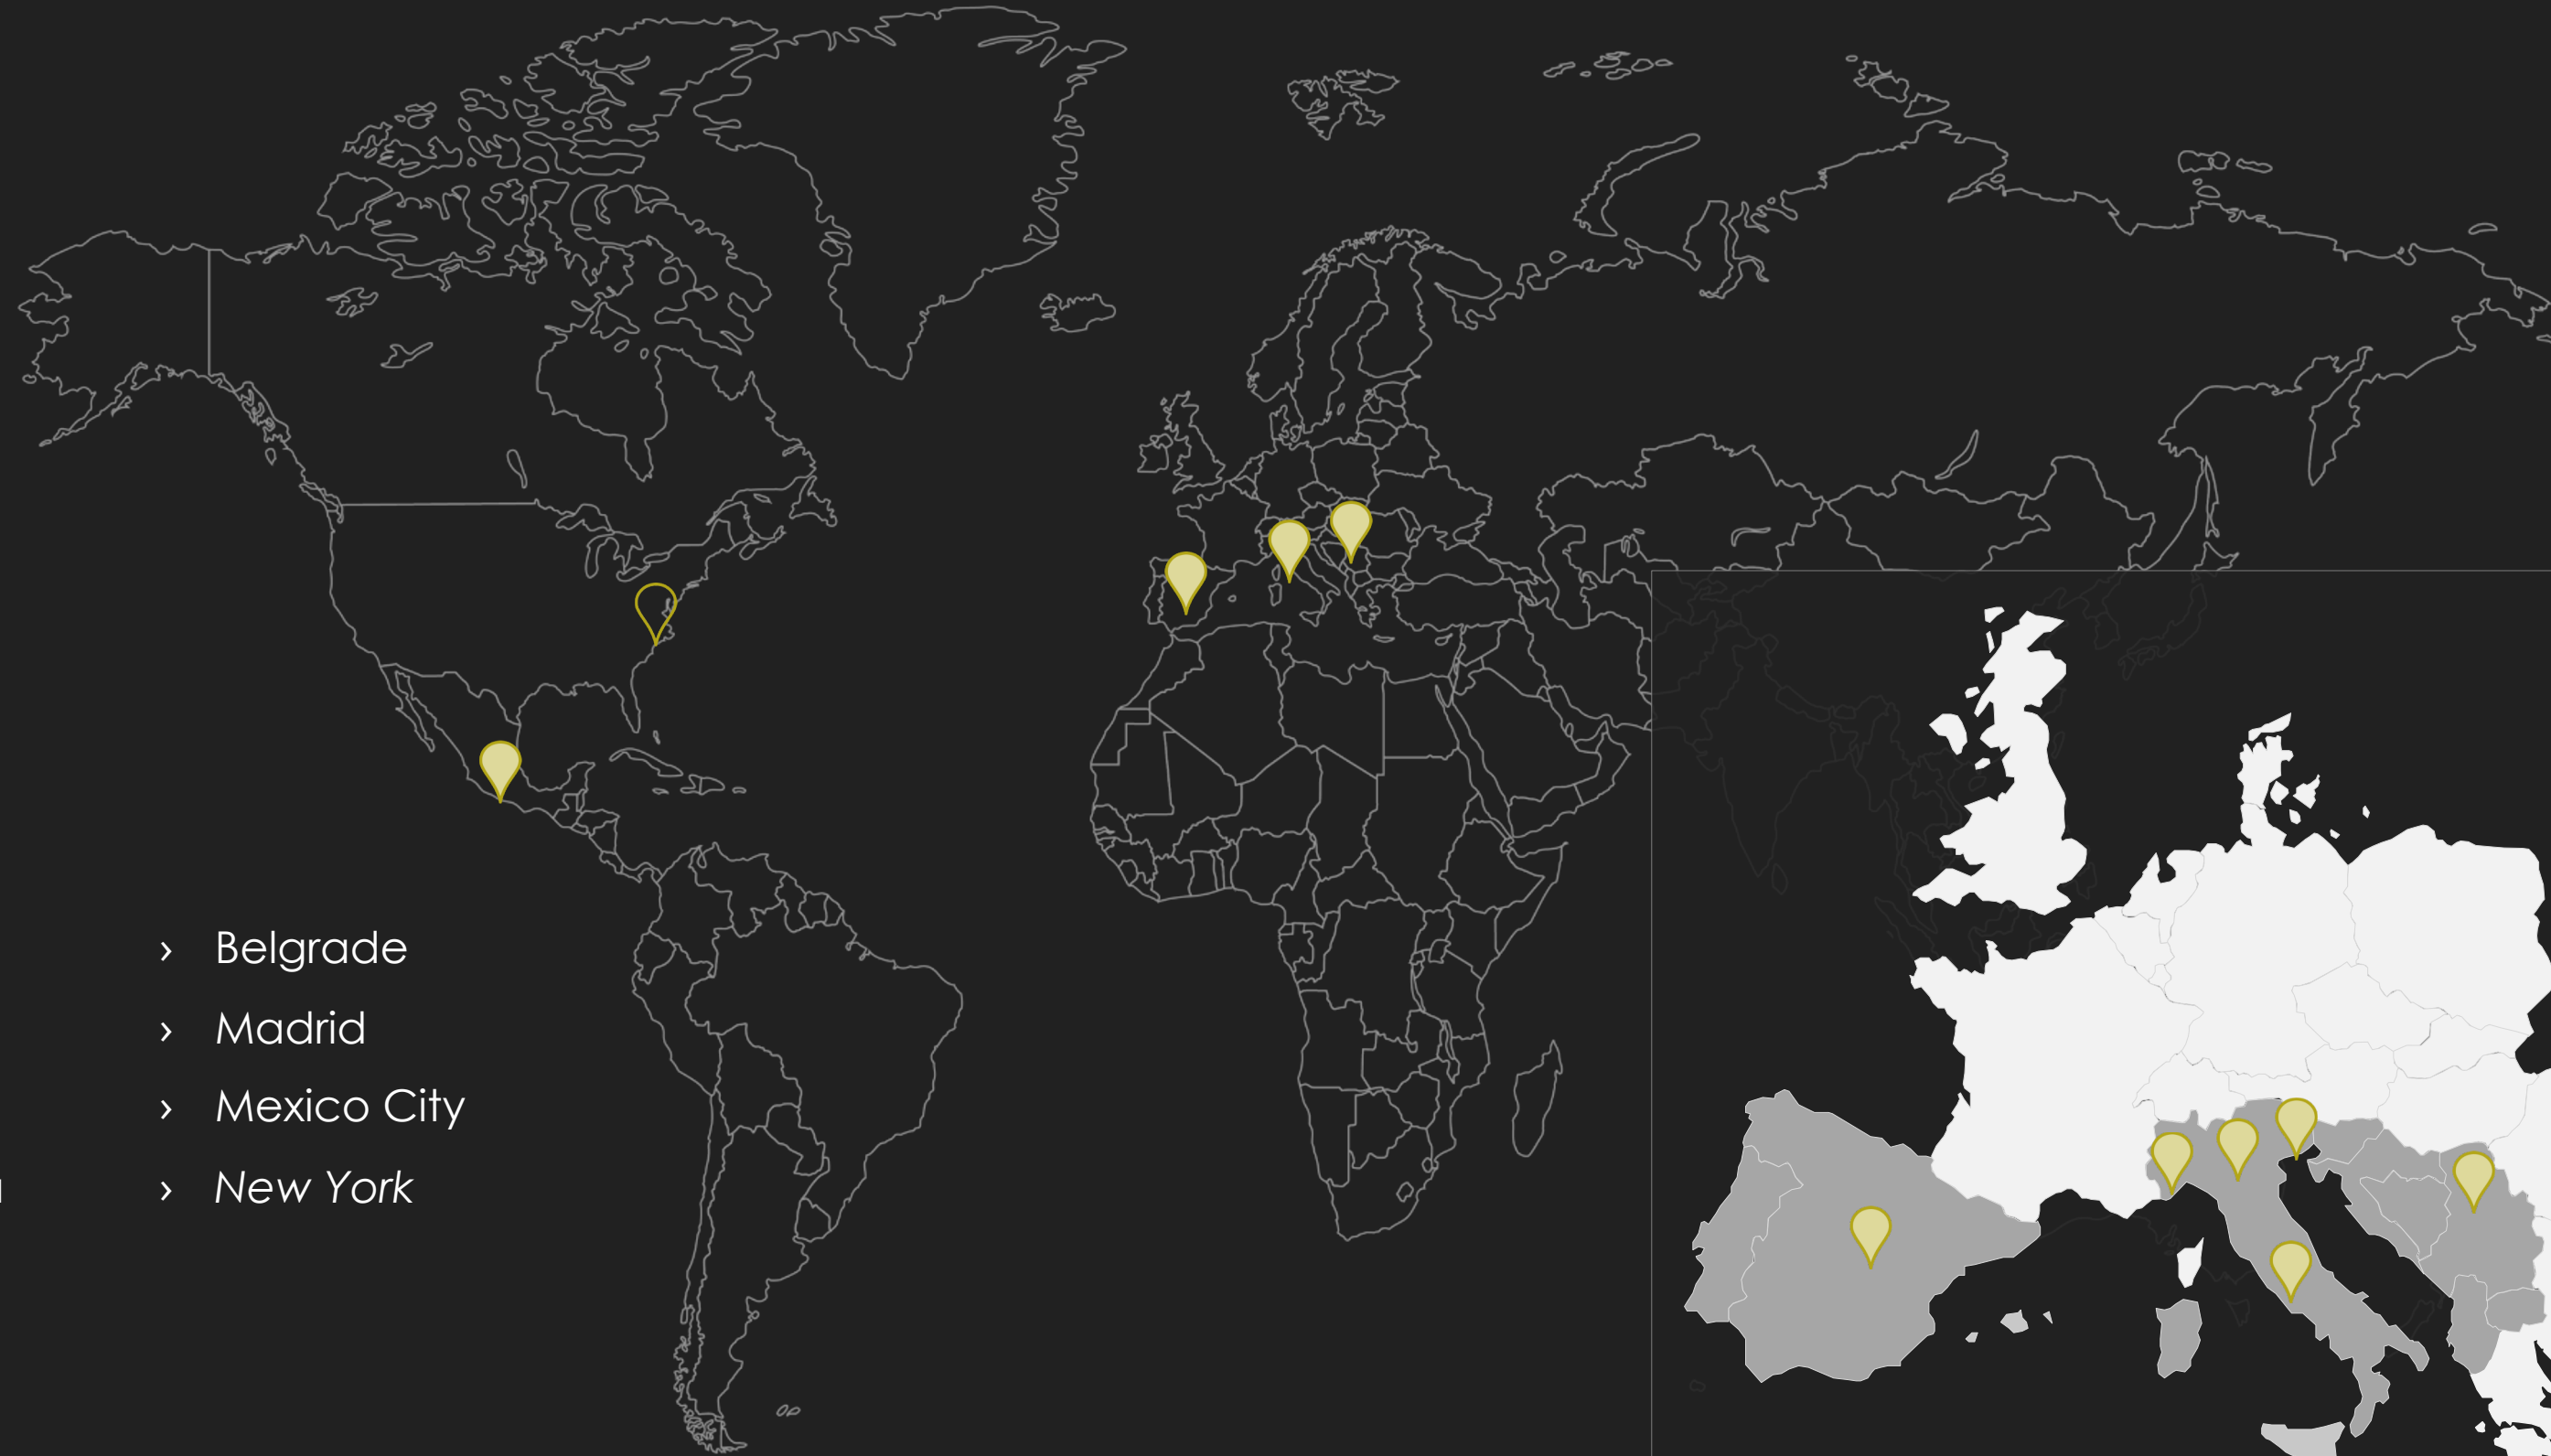 › Belgrade
› Madrid
› Mexico City
› New York